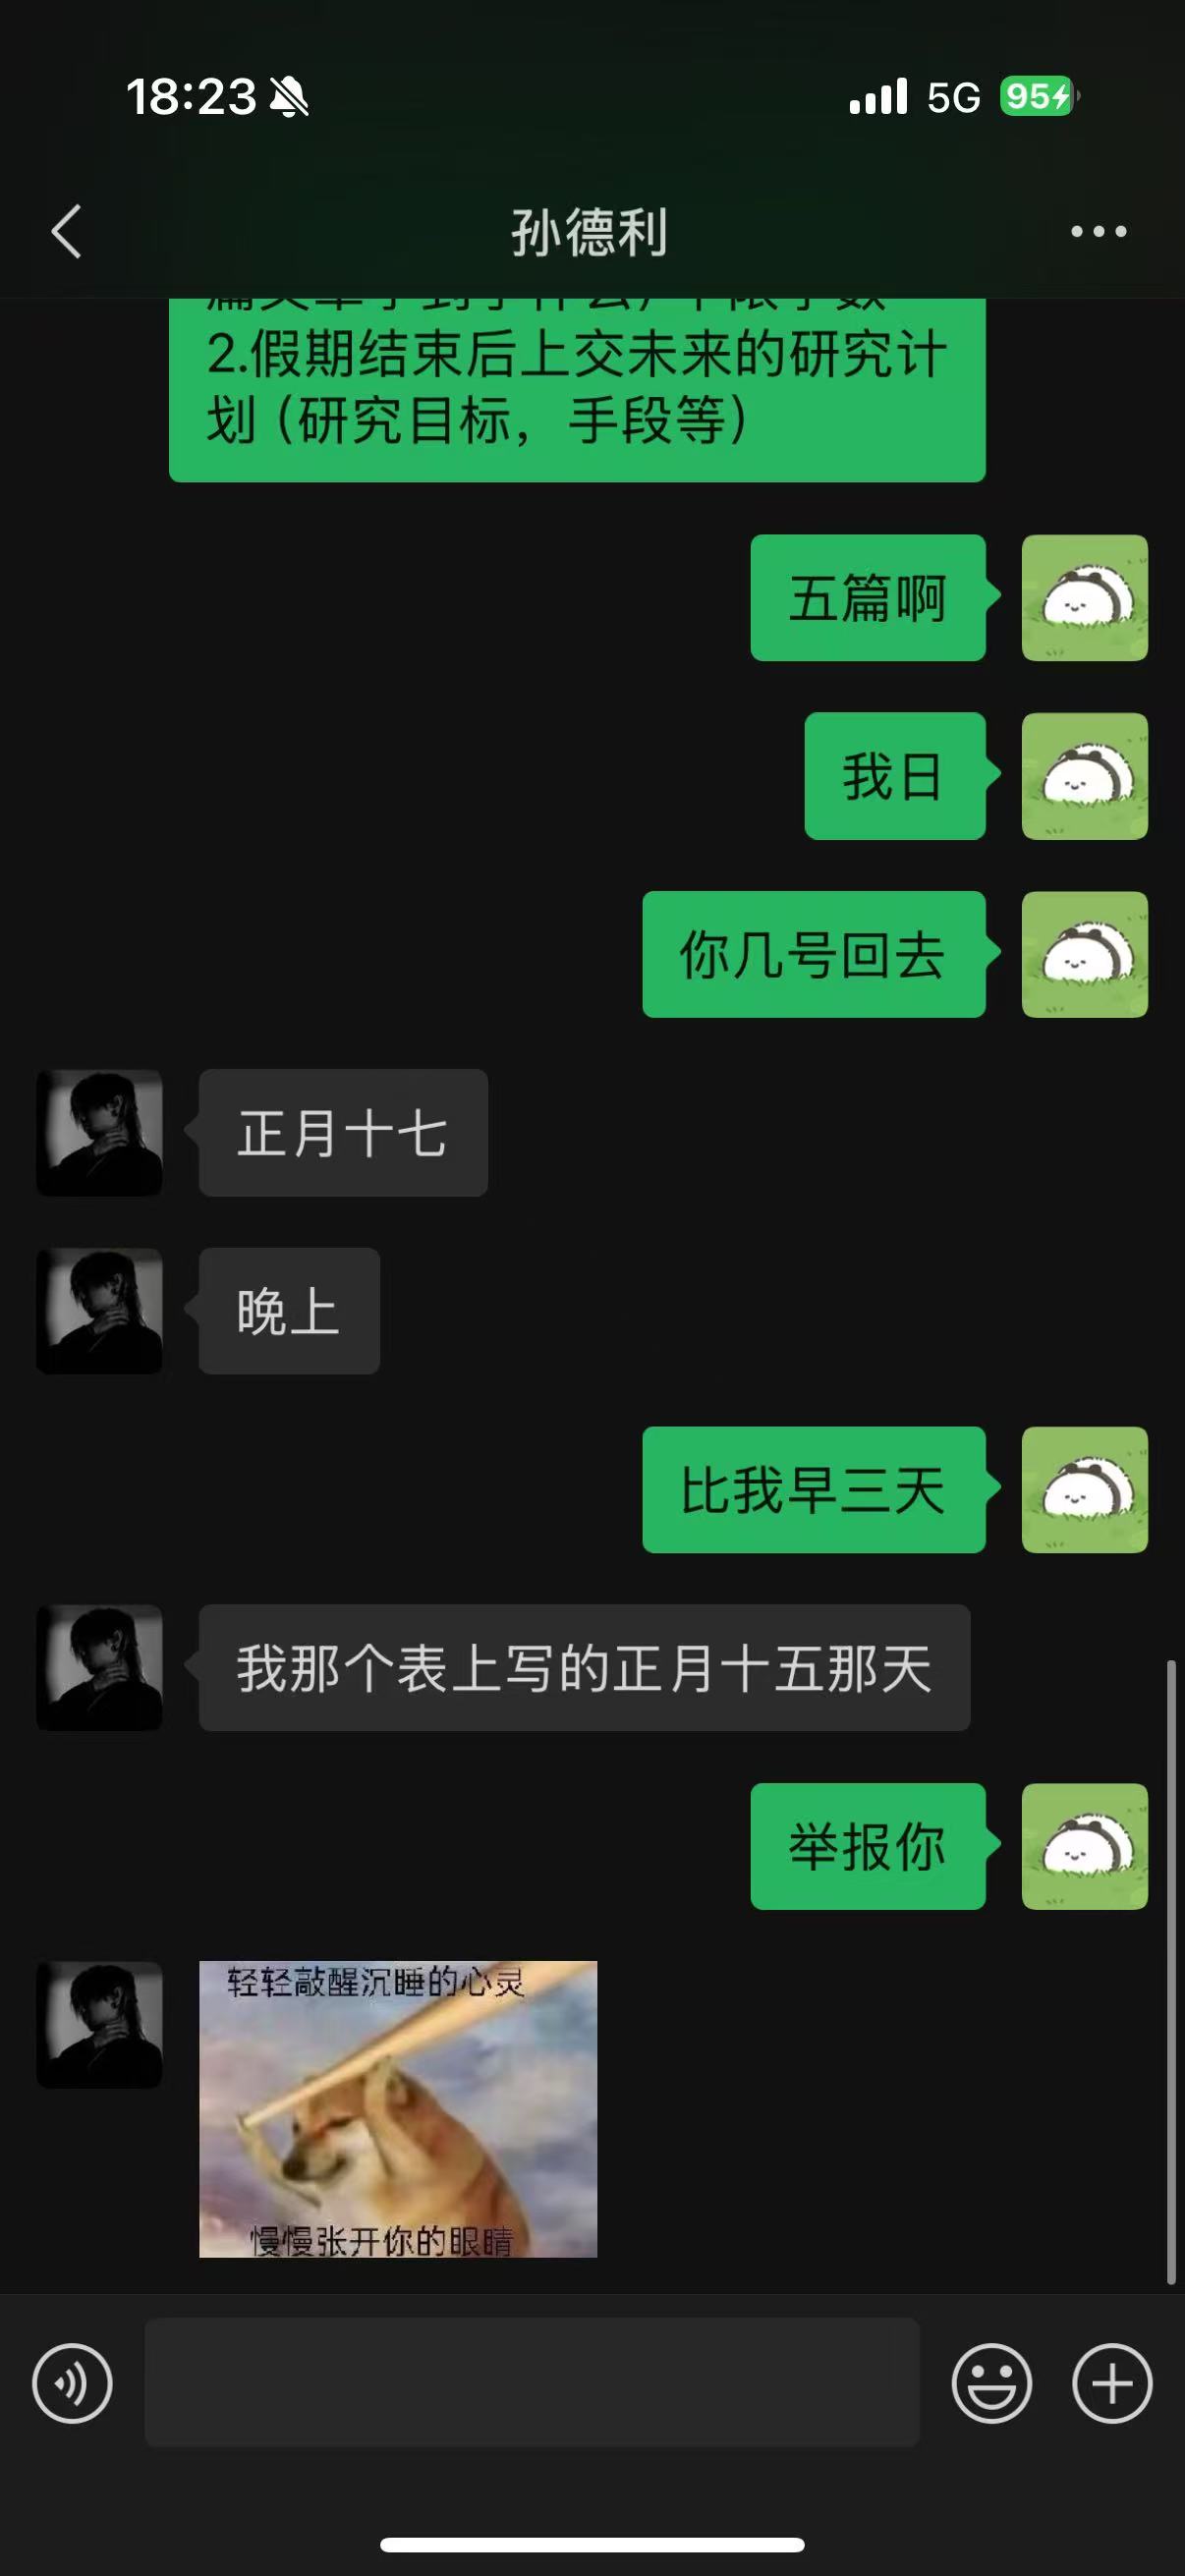 18:23
5G
95
孙德利
2.假期结束后上交未来的研究计
划（研究目标，手段等）
五篇啊
我日
你几号回去
正月十七
晚上
比我早三天
我那个表上写的正月十五那天
举报你
轻轻敲醒沉睡的心灵
慢慢张开你的眼睛